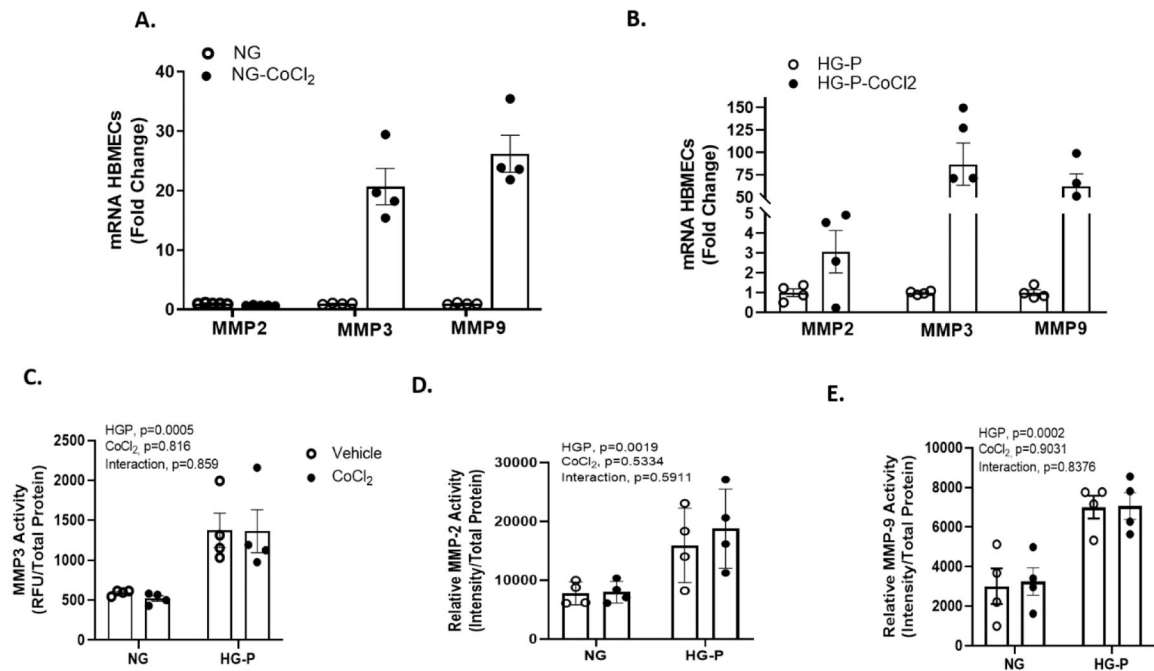 A.
NG
NG-CoCl₂
mRNA HBMECs
(Fold Change)
40
30
20
10
0
MMP2 MMP3 MMP9
B.
HG-P
HG-P-CoCl2
mRNA HBMECs
(Fold Change)
150
125
100
75
50
5
4
3
2
1
0
MMP2 MMP3 MMP9
C.
HGP, p=0.0005
CoCl₂, p=0.816
Interaction, p=0.859
Vehicle
CoCl₂
MMP3 Activity
(RFU/Total Protein)
2500
2000
1500
1000
500
0
NG HG-P
D.
HGP, p=0.0019
CoCl₂, p=0.5334
Interaction, p=0.5911
Relative MMP-2 Activity
(Intensity/Total Protein)
30000
20000
10000
0
NG HG-P
E.
HGP, p=0.0002
CoCl₂, p=0.9031
Interaction, p=0.8376
Relative MMP-9 Activity
(Intensity/Total Protein)
10000
8000
6000
4000
2000
0
NG HG-P